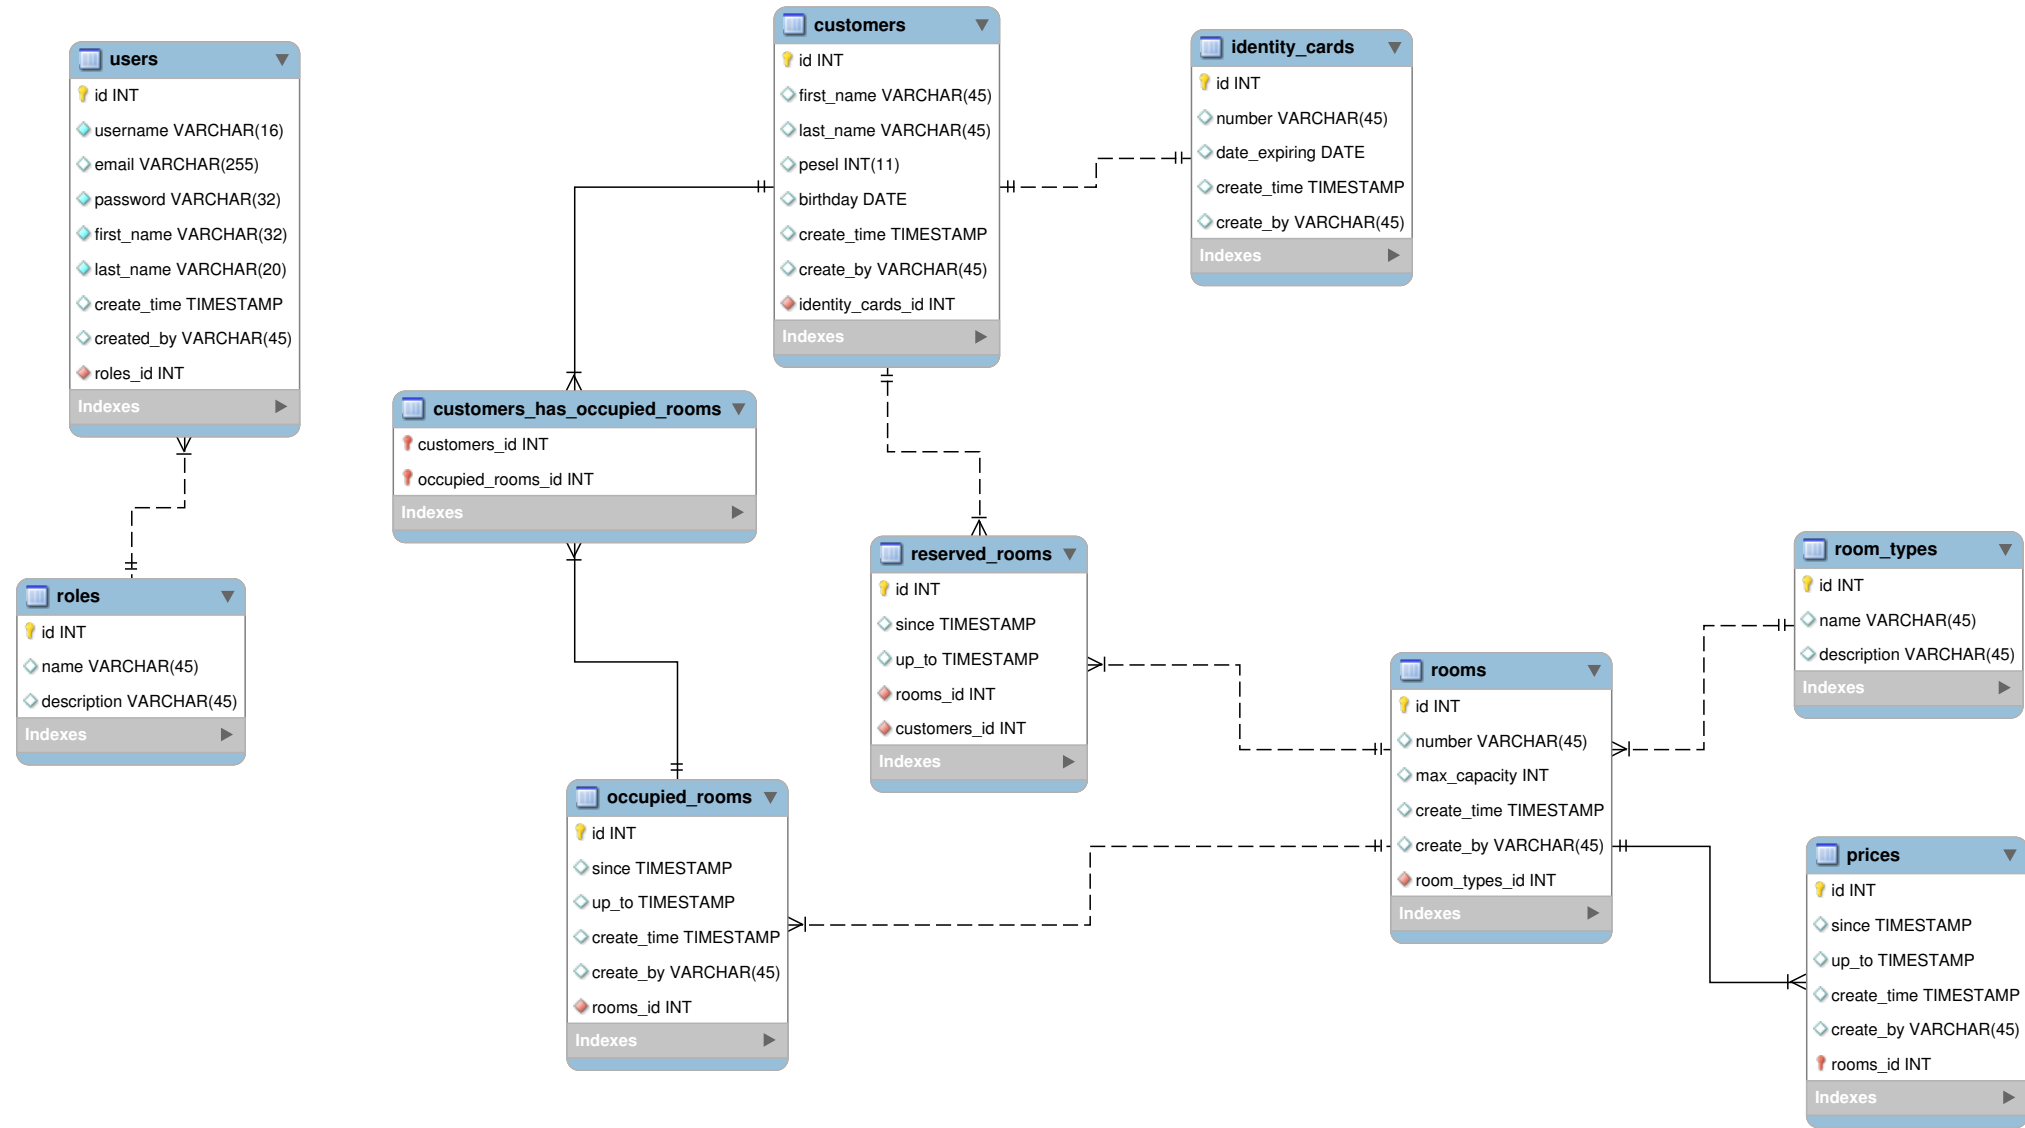 users
id INT
username VARCHAR(16)
email VARCHAR(255)
password VARCHAR(32)
first_name VARCHAR(32)
last_name VARCHAR(20)
create_time TIMESTAMP
created_by VARCHAR(45)
roles_id INT
Indexes
roles
id INT
name VARCHAR(45)
description VARCHAR(45)
Indexes
customers
id INT
first_name VARCHAR(45)
last_name VARCHAR(45)
pesel INT(11)
birthday DATE
create_time TIMESTAMP
create_by VARCHAR(45)
identity_cards_id INT
Indexes
identity_cards
id INT
number VARCHAR(45)
date_expiring DATE
create_time TIMESTAMP
create_by VARCHAR(45)
Indexes
customers_has_occupied_rooms
customers_id INT
occupied_rooms_id INT
Indexes
reserved_rooms
id INT
since TIMESTAMP
up_to TIMESTAMP
rooms_id INT
customers_id INT
Indexes
occupied_rooms
id INT
since TIMESTAMP
up_to TIMESTAMP
create_time TIMESTAMP
create_by VARCHAR(45)
rooms_id INT
Indexes
rooms
id INT
number VARCHAR(45)
max_capacity INT
create_time TIMESTAMP
create_by VARCHAR(45)
room_types_id INT
Indexes
room_types
id INT
name VARCHAR(45)
description VARCHAR(45)
Indexes
prices
id INT
since TIMESTAMP
up_to TIMESTAMP
create_time TIMESTAMP
create_by VARCHAR(45)
rooms_id INT
Indexes